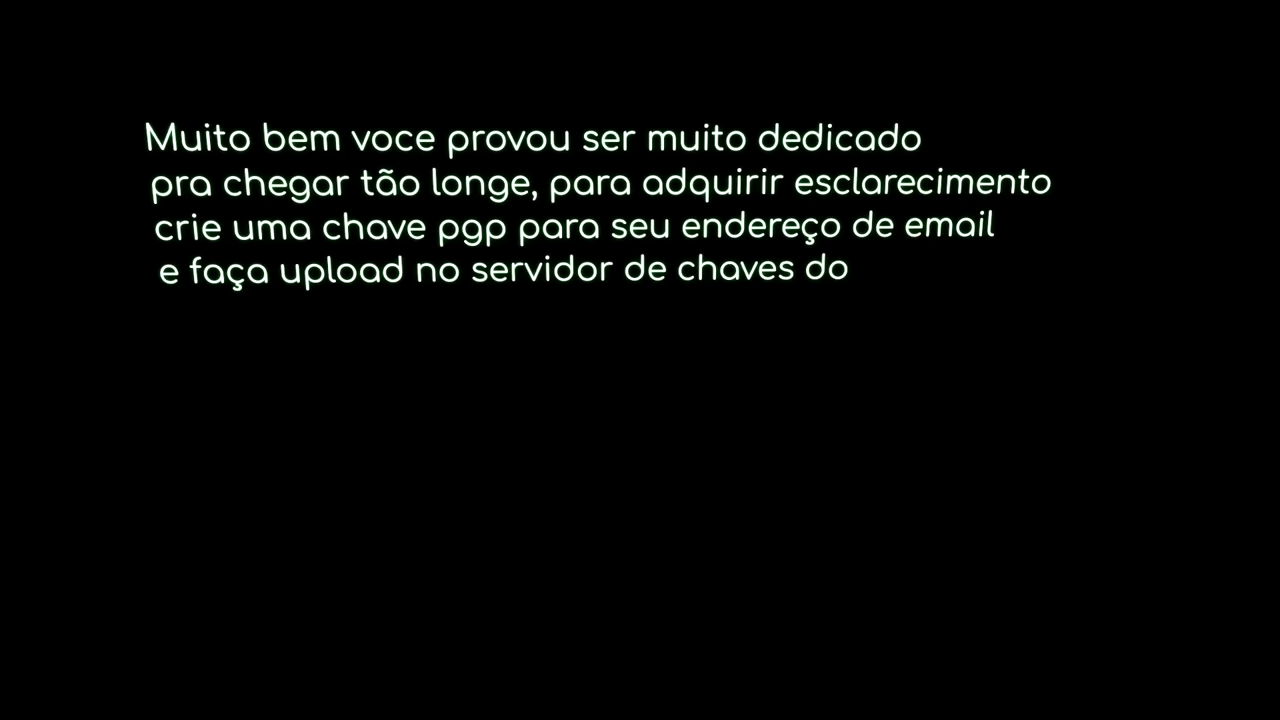 Muito bem voce provou ser muito dedicado
pra chegar tão longe, para adquirir esclarecimento
crie uma chave pgp para seu endereço de email
e faça upload no servidor de chaves do